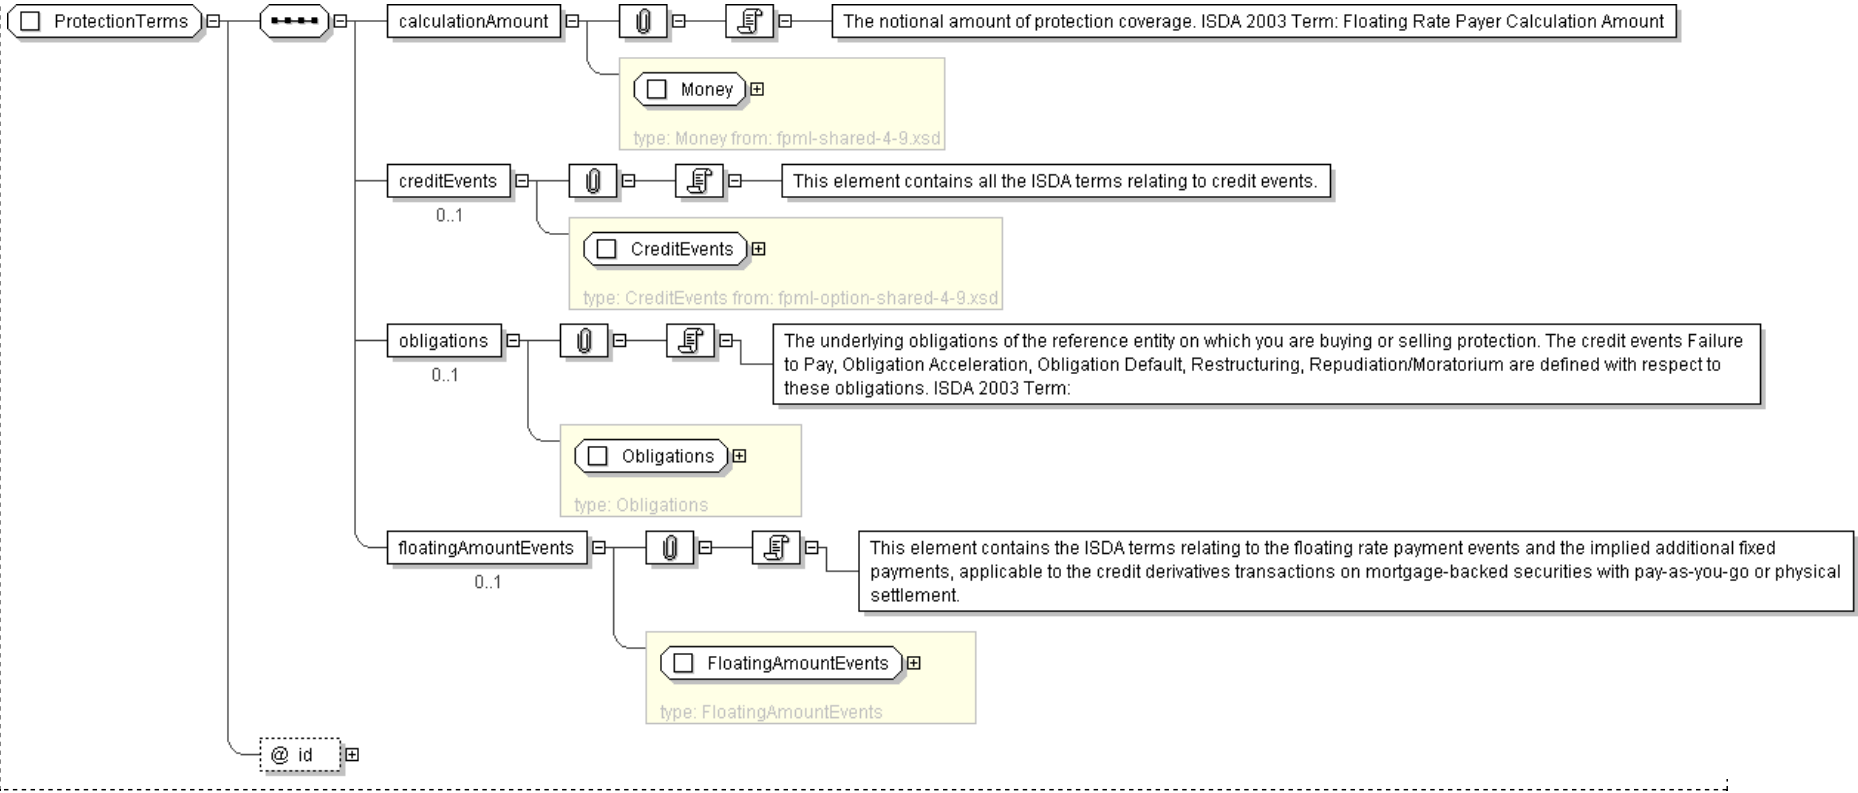 ProtectionTerms
calculationAmount
The notional amount of protection coverage. ISDA 2003 Term: Floating Rate Payer Calculation Amount
Money
type: Money from: fpml-shared-4-9.xsd
creditEvents
This element contains all the ISDA terms relating to credit events.
0..1
CreditEvents
type: CreditEvents from: fpml-option-shared-4-9.xsd
obligations
The underlying obligations of the reference entity on which you are buying or selling protection. The credit events Failure
to Pay, Obligation Acceleration, Obligation Default, Restructuring, Repudiation/Moratorium are defined with respect to
these obligations. ISDA 2003 Term:
0..1
Obligations
type: Obligations
floatingAmountEvents
This element contains the ISDA terms relating to the floating rate payment events and the implied additional fixed
payments, applicable to the credit derivatives transactions on mortgage-backed securities with pay-as-you-go or physical
settlement.
0..1
FloatingAmountEvents
type: FloatingAmountEvents
@ id